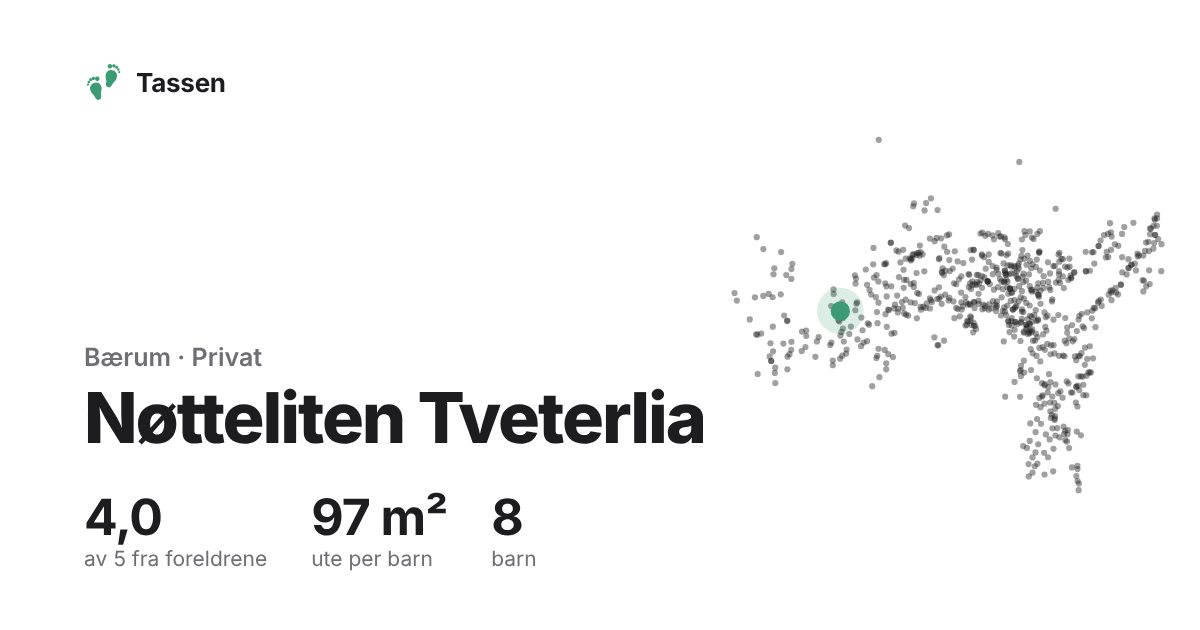 Tassen
Bærum · Privat
Nøtteliten Tveterlia
4,0 97 m² 8
av 5 fra foreldrene ute per barn barn